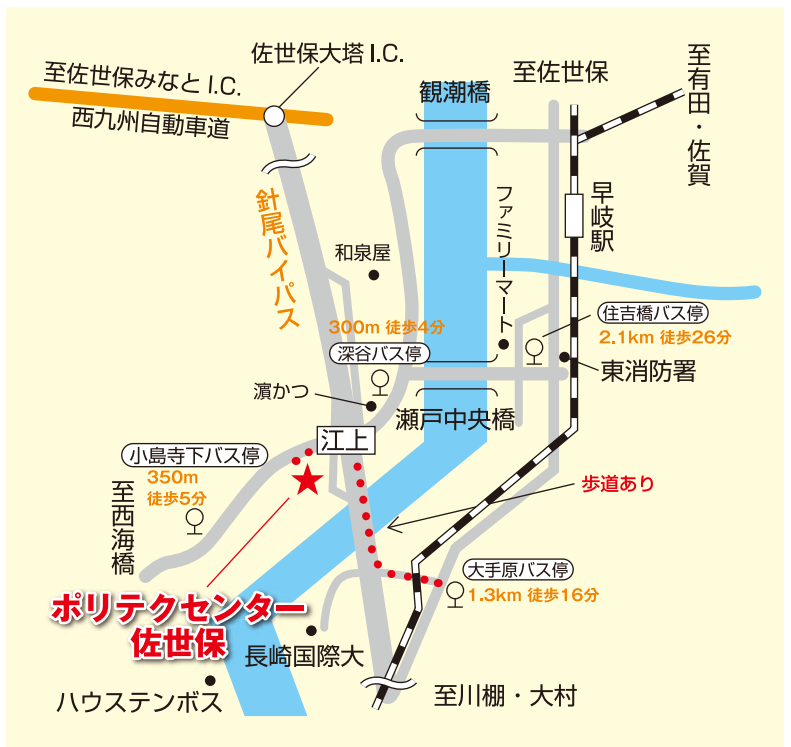 佐世保大塔 I.C.
至佐世保みなと I.C.
西九州自動車道
観潮橋
至佐世保
至有田・佐賀
針尾バイパス
和泉屋
ファミリーマート
早岐駅
住吉橋バス停
2.1km 徒歩26分
300m 徒歩4分
深谷バス停
東消防署
濵かつ
瀬戸中央橋
江上
小島寺下バス停
350m
徒歩5分
至西海橋
歩道あり
大手原バス停
1.3km 徒歩16分
ポリテクセンター
佐世保
長崎国際大
ハウステンボス
至川棚・大村